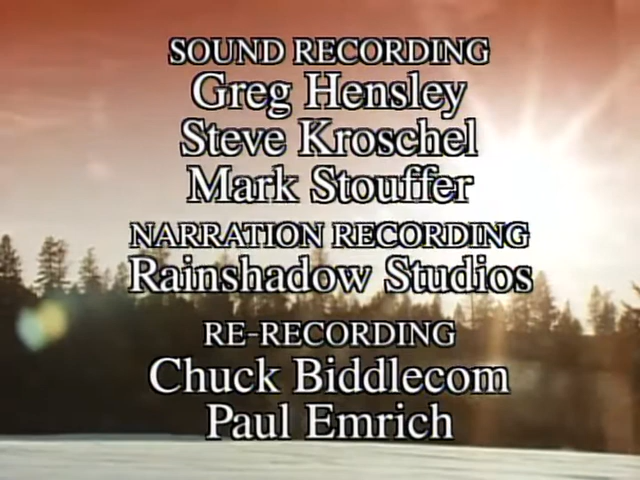 SOUND RECORDING
Greg Hensley
Steve Kroschel
Mark Stouffer
NARRATION RECORDING
Rainshadow Studios
RE-RECORDING
Chuck Biddlecom
Paul Emrich